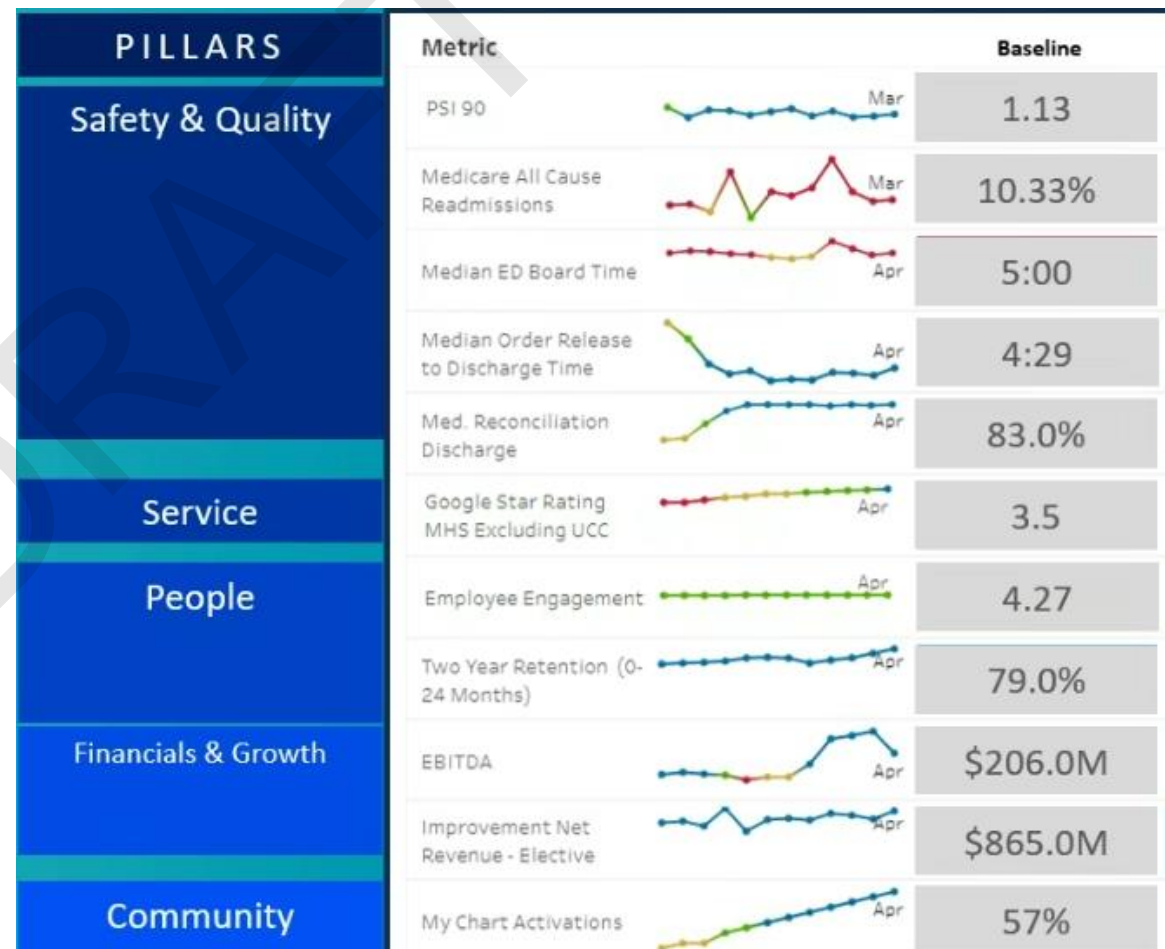 PILLARS
Metric
Baseline
Safety & Quality
PSI 90
Mar
1.13
Medicare All Cause
Readmissions
Mar
10.33%
Median ED Board Time
Apr
5:00
Median Order Release
to Discharge Time
Apr
4:29
Med. Reconciliation
Discharge
Apr
83.0%
Service
Google Star Rating
MHS Excluding UCC
Apr
3.5
People
Employee Engagement
Apr
4.27
Two Year Retention (0-
24 Months)
Apr
79.0%
Financials & Growth
EBITDA
Apr
$206.0M
Improvement Net
Revenue - Elective
Apr
$865.0M
Community
My Chart Activations
Apr
57%
DRAFT